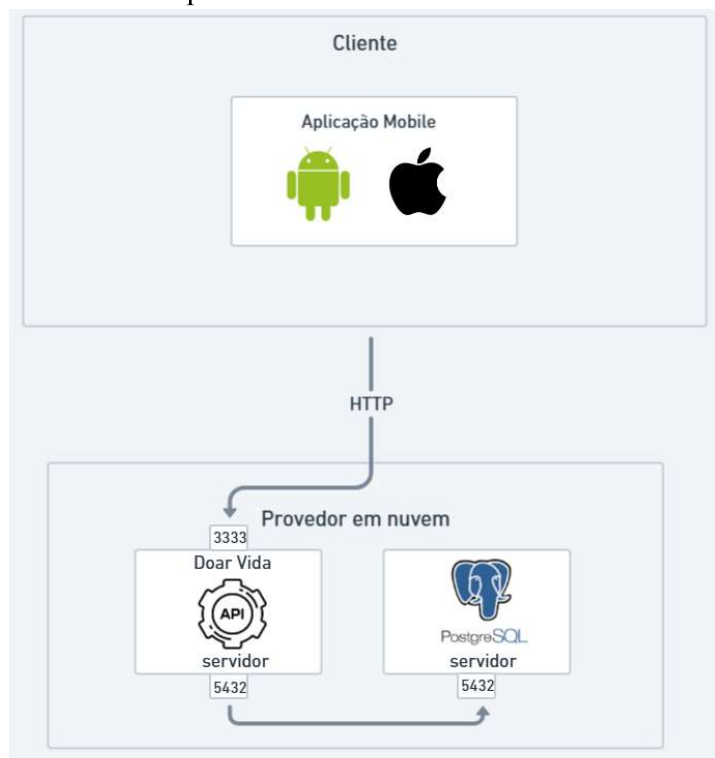 Cliente
Aplicação Mobile
HTTP
Provedor em nuvem
3333
Doar Vida
API
servidor
5432
PostgreSQL
servidor
5432